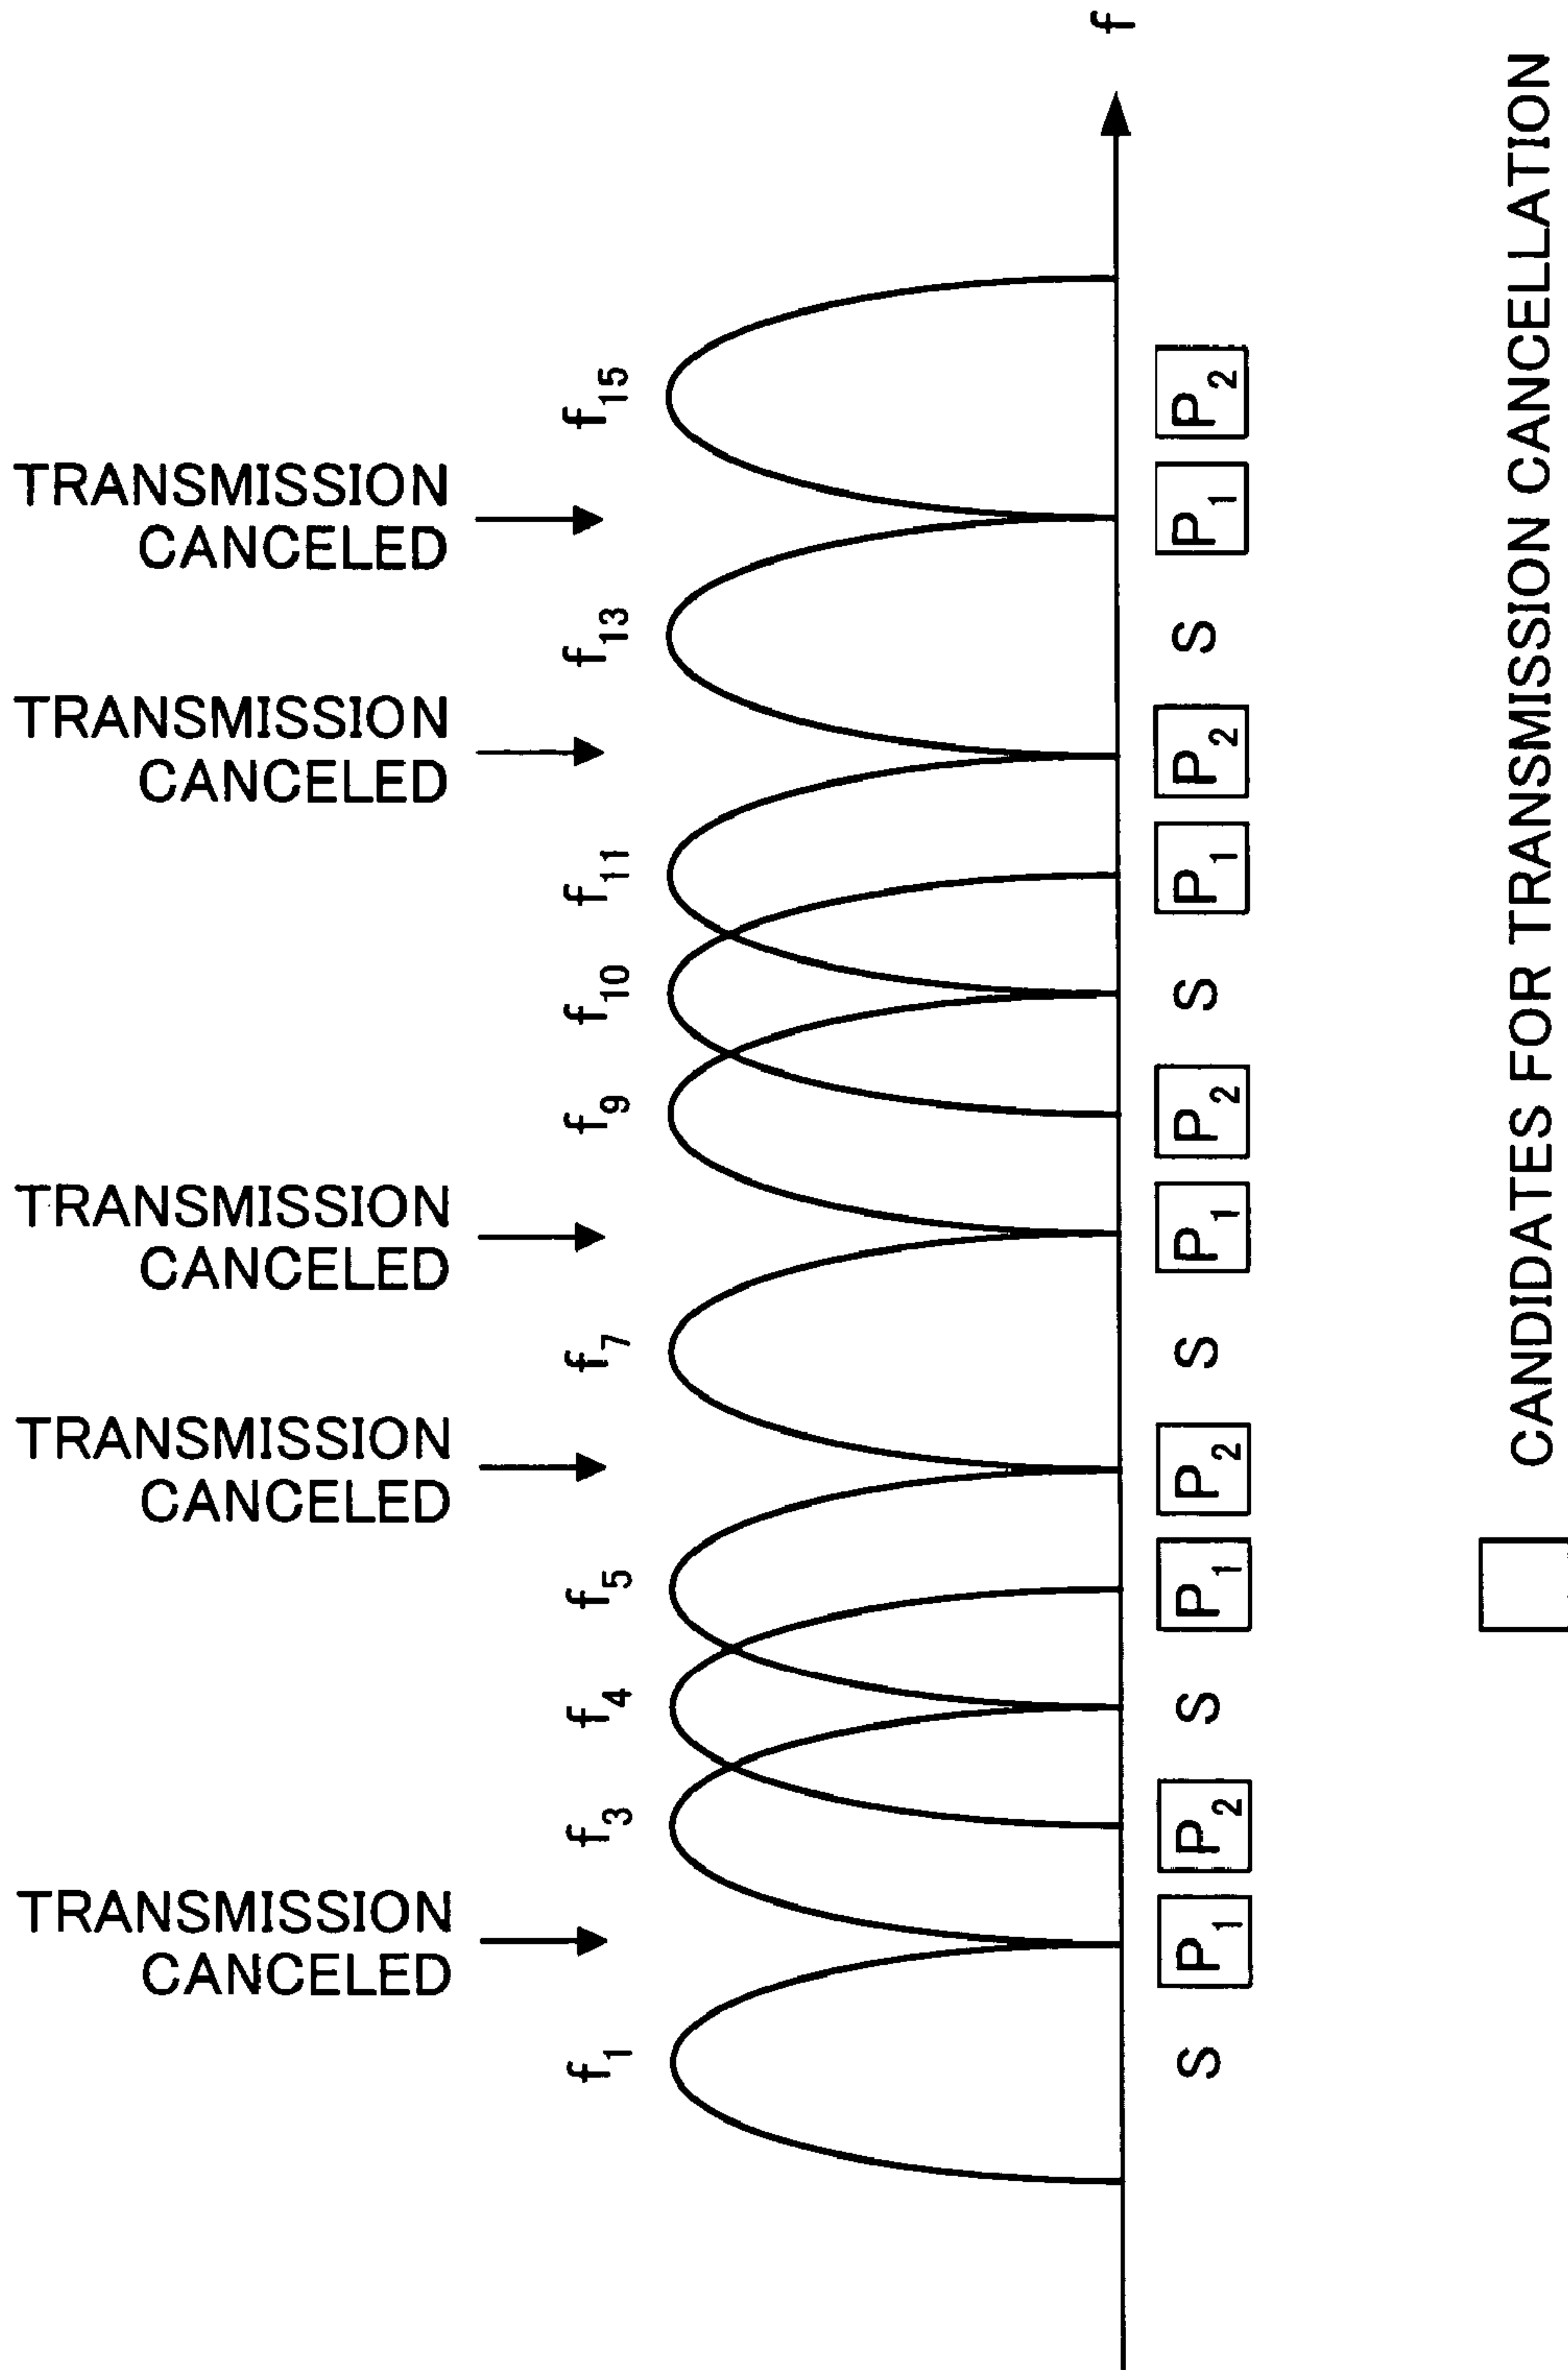 TRANSMISSION
CANCELED
TRANSMISSION
CANCELED
TRANSMISSION
CANCELED
TRANSMISSION
CANCELED
TRANSMISSION
CANCELED
f₁ f₃ f₄ f₅ f₇ f₉ f₁₀ f₁₁ f₁₃ f₁₅
f
S P₁ P₂ S P₁ P₂ S P₁ P₂ S P₁ P₂ S P₁ P₂
CANDIDATES FOR TRANSMISSION CANCELLATION